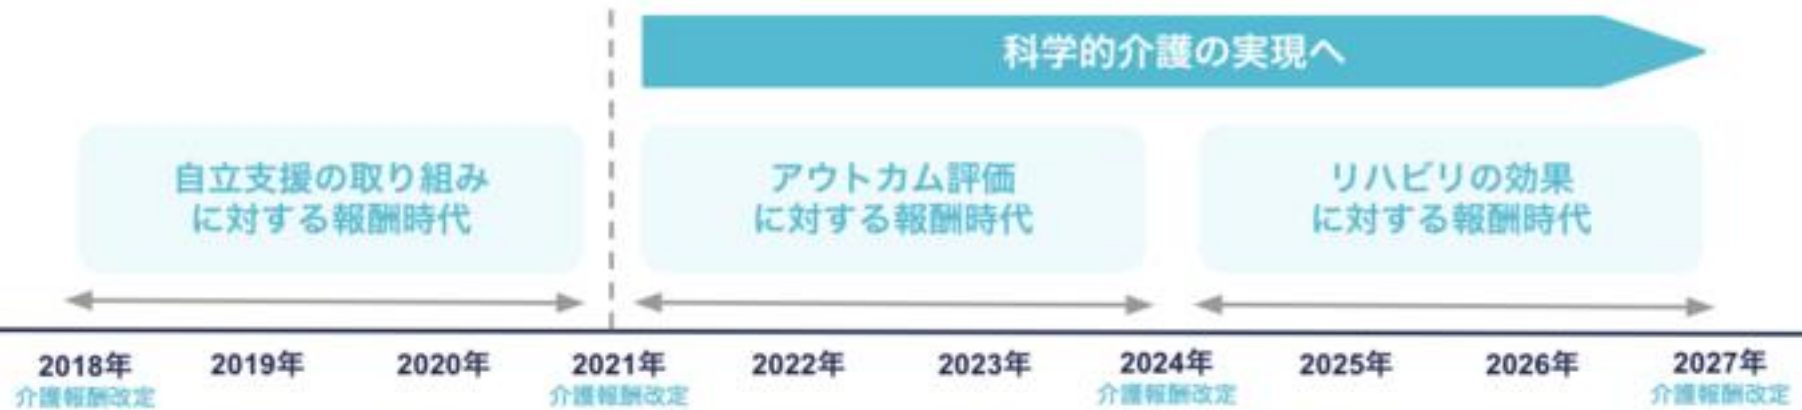 科学的介護の実現へ
自立支援の取り組み
に対する報酬時代
アウトカム評価
に対する報酬時代
リハビリの効果
に対する報酬時代
2018年
2019年
2020年
2021年
2022年
2023年
2024年
2025年
2026年
2027年
介護報酬改定
介護報酬改定
介護報酬改定
介護報酬改定